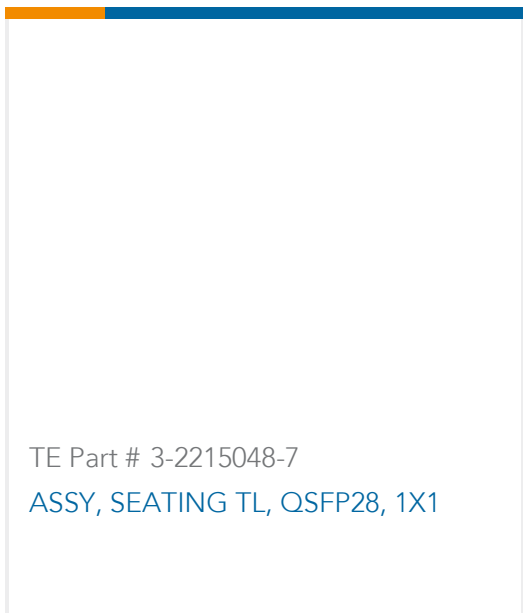 TE Part # 3-2215048-7
ASSY, SEATING TL, QSFP28, 1X1